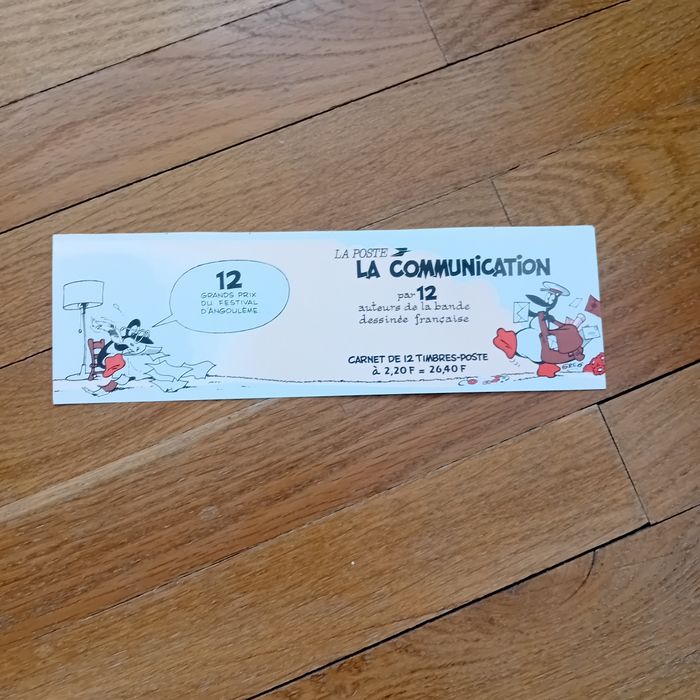 12
GRANDS PRIX
DU FESTIVAL
D'ANGOULÊME
LA POSTE
LA COMMUNICATION
par 12
auteurs de la bande
dessinée française
CARNET DE 12 TIMBRES-POSTE
à 2,20 F = 26,40 F